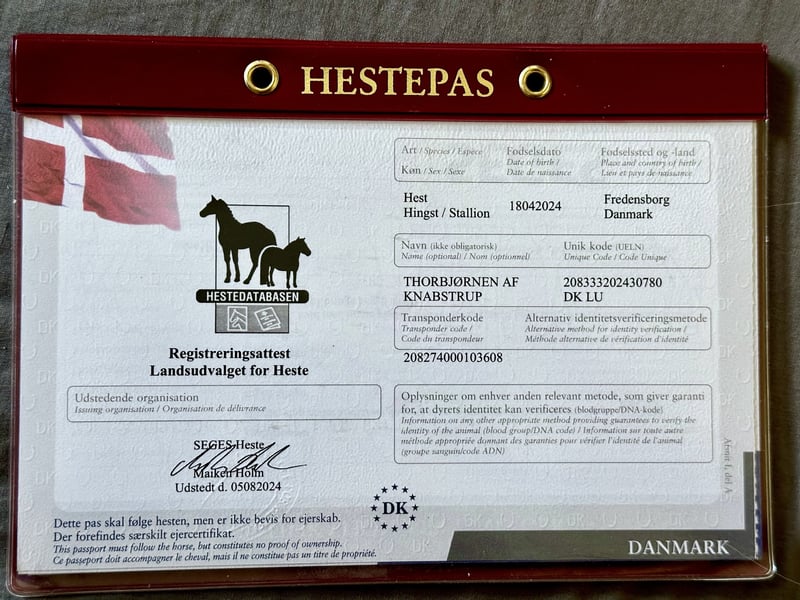 HESTEPAS
HESTEDATABASEN
Registreringsattest
Landsudvalget for Heste
Udstedende organisation
Issuing organisation / Organisation de délivrance
SEGES-Heste
Maiken Holm
Udstedt d. 05082024
Dette pas skal følge hesten, men er ikke bevis for ejerskab.
Der forefindes særskilt ejercertifikat.
This passport must follow the horse, but constitutes no proof of ownership.
Ce passeport doit accompagner le cheval, mais il ne constitue pas un titre de propriété.
Art / Species / Espèce
Køn / Sex / Sexe
Fødselsdato
Date of birth /
Date de naissance
Fødselssted og -land
Place and country of birth /
Lieu et pays de naissance
Hest
Hingst / Stallion
18042024
Fredensborg
Danmark
Navn (ikke obligatorisk)
Name (optional) / Nom (optionnel)
Unik kode (UELN)
Unique Code / Code Unique
THORBJØRNEN AF
KNABSTRUP
208333202430780
DK LU
Transponderkode
Transponder code /
Code du transpondeur
Alternativ identitetsverificeringsmetode
Alternative method for identity verification /
Méthode alternative de vérification d'identité
208274000103608
Oplysninger om enhver anden relevant metode, som giver garanti
for, at dyrets identitet kan verificeres (blodgruppe/DNA-kode)
Information on any other appropriate method providing guarantees to verify the
identity of the animal (blood group/DNA code) / Information sur toute autre
méthode appropriée donnant des garanties pour vérifier l'identité de l'animal
(groupe sanguin/code ADN)
Afsnit I, del A.
DK
DANMARK